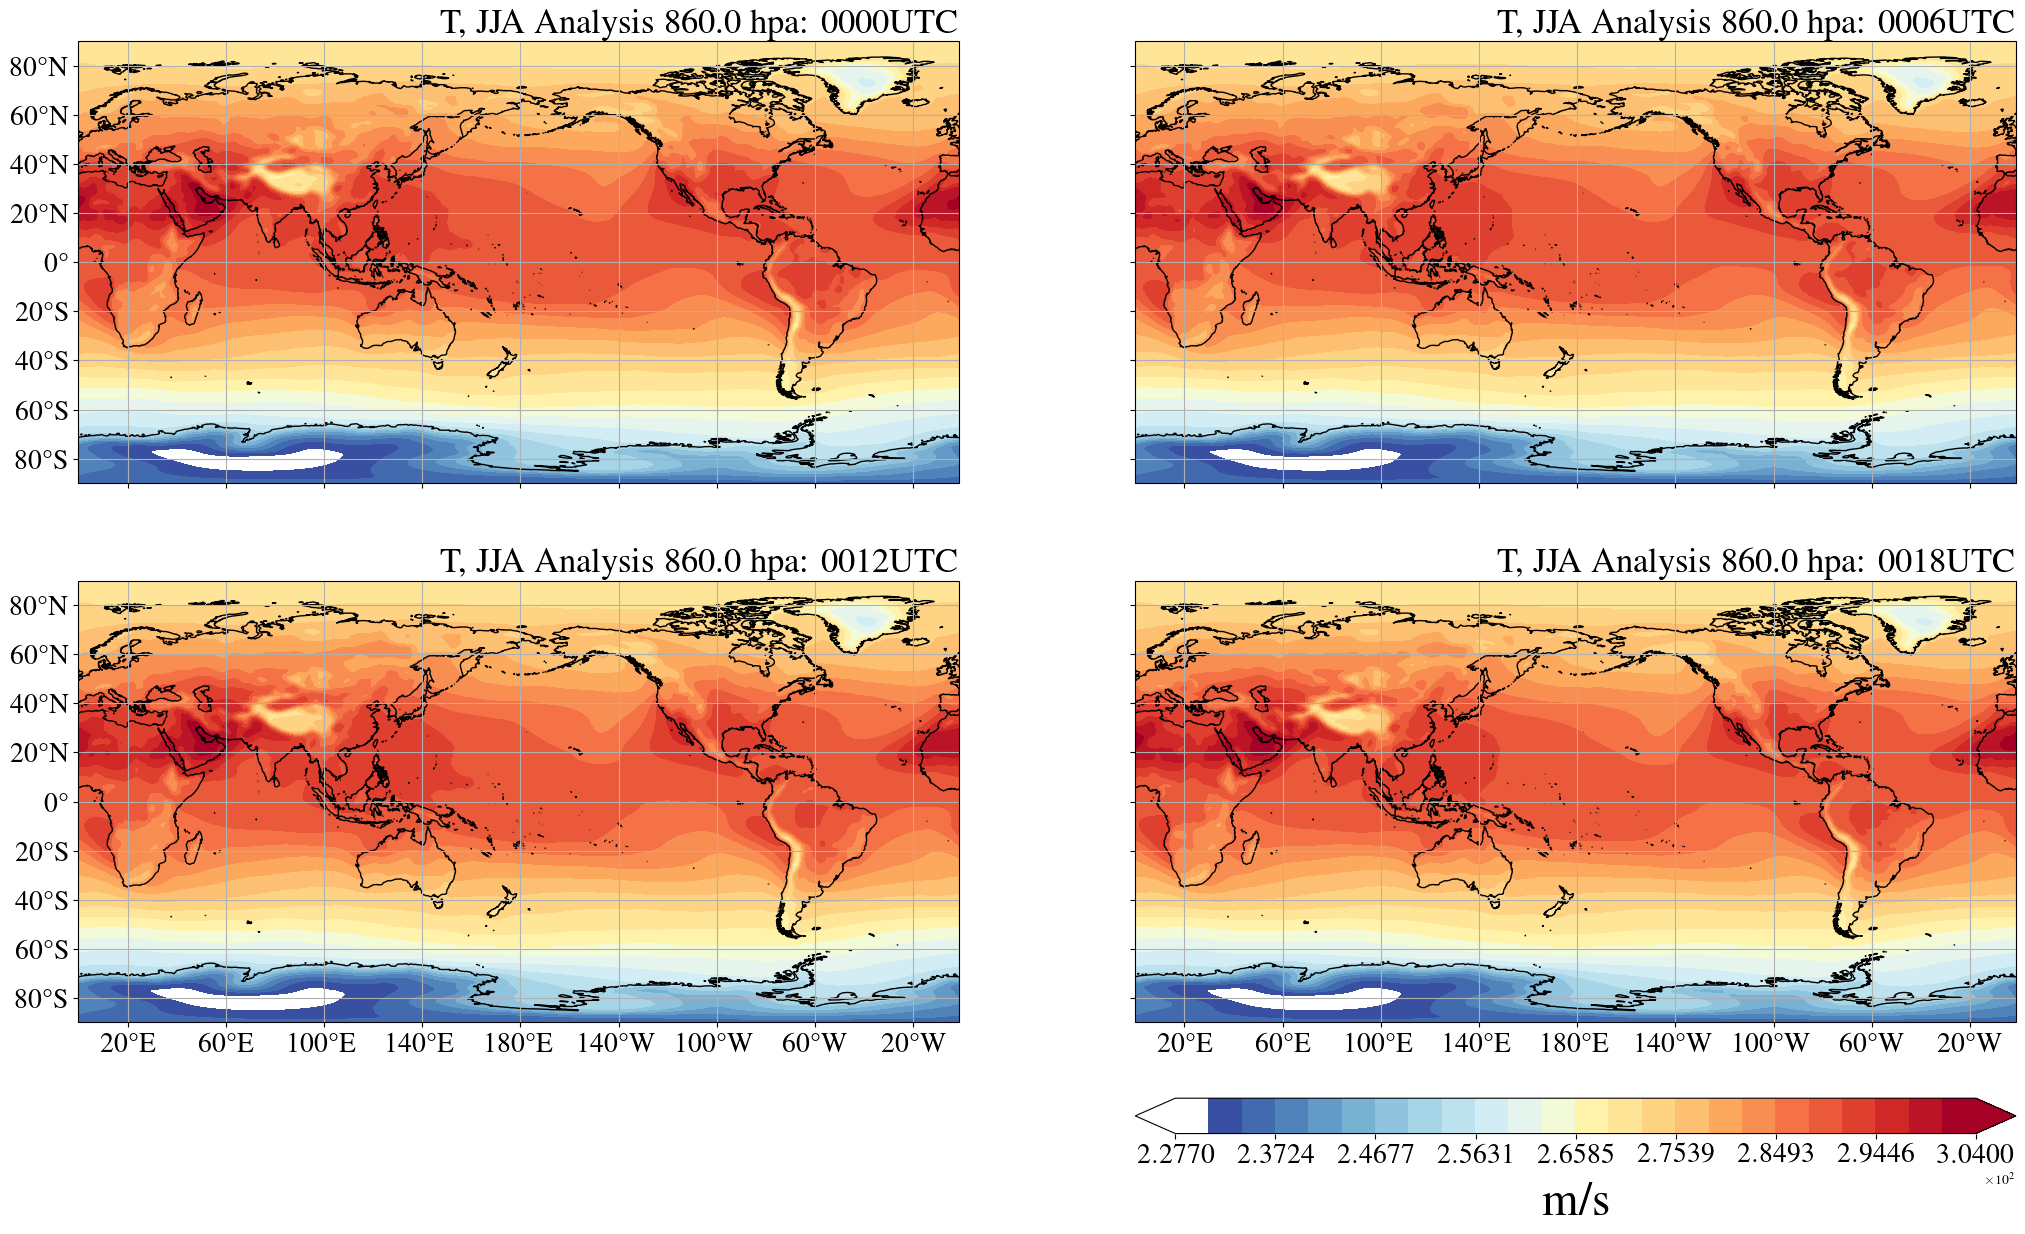 T, JJA Analysis 860.0 hpa: 0000UTC
T, JJA Analysis 860.0 hpa: 0006UTC
80°N
60°N
40°N
20°N
0°
20°S
40°S
60°S
80°S
T, JJA Analysis 860.0 hpa: 0012UTC
T, JJA Analysis 860.0 hpa: 0018UTC
80°N
60°N
40°N
20°N
0°
20°S
40°S
60°S
80°S
20°E 60°E 100°E 140°E 180°E 140°W 100°W 60°W 20°W
20°E 60°E 100°E 140°E 180°E 140°W 100°W 60°W 20°W
2.2770 2.3724 2.4677 2.5631 2.6585 2.7539 2.8493 2.9446 3.0400
×10²
m/s